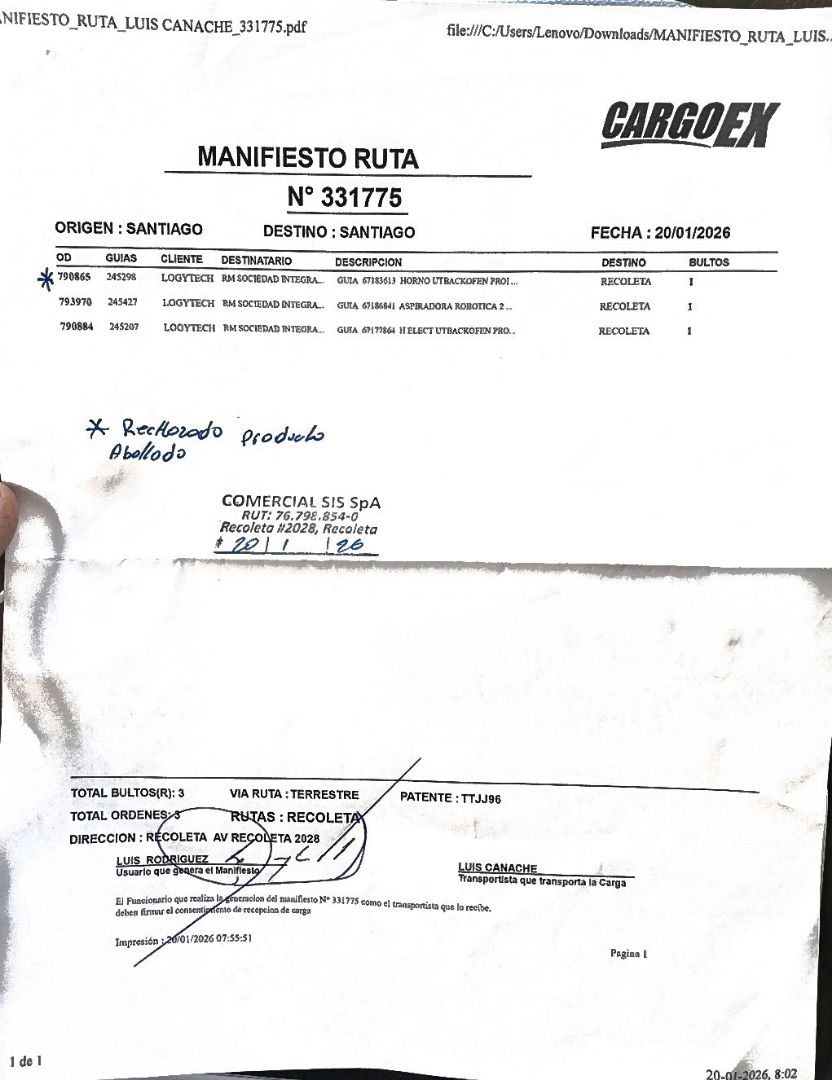 ANIFIESTO_RUTA_LUIS CANACHE_331775.pdf file:///C:/Users/Lenovo/Downloads/MANIFIESTO_RUTA_LUIS...
CARGOEX
MANIFIESTO RUTA
N° 331775
ORIGEN : SANTIAGO DESTINO : SANTIAGO FECHA : 20/01/2026
OD GUIAS CLIENTE DESTINATARIO DESCRIPCION DESTINO BULTOS
* 790865 245298 LOGYTECH RM SOCIEDAD INTEGRA... GUIA 67183613 HORNO UTBACKOFEN PROI... RECOLETA 1
793970 245427 LOGYTECH RM SOCIEDAD INTEGRA... GUIA 67186841 ASPIRADORA ROBOTICA 2... RECOLETA 1
790884 245207 LOGYTECH RM SOCIEDAD INTEGRA... GUIA 67177864 H ELECT UTBACKOFEN PRO... RECOLETA 1
* Rechazado producto
Abollado
COMERCIAL SIS SpA
RUT: 76.798.854-0
Recoleta #2028, Recoleta
20 | 1 | 26
TOTAL BULTOS(R): 3 VIA RUTA : TERRESTRE PATENTE : TTJJ96
TOTAL ORDENES: 3 RUTAS : RECOLETA
DIRECCION : RECOLETA AV RECOLETA 2028
LUIS RODRIGUEZ LUIS CANACHE
Usuario que genera el Manifiesto Transportista que transporta la Carga
El Funcionario que realiza la generacion del manifiesto N° 331775 como el transportista que lo recibe.
deben firmar el consentimiento de recepcion de carga
Impresión : 20/01/2026 07:55:51
Pagina 1
1 de 1 20-01-2026, 8:02